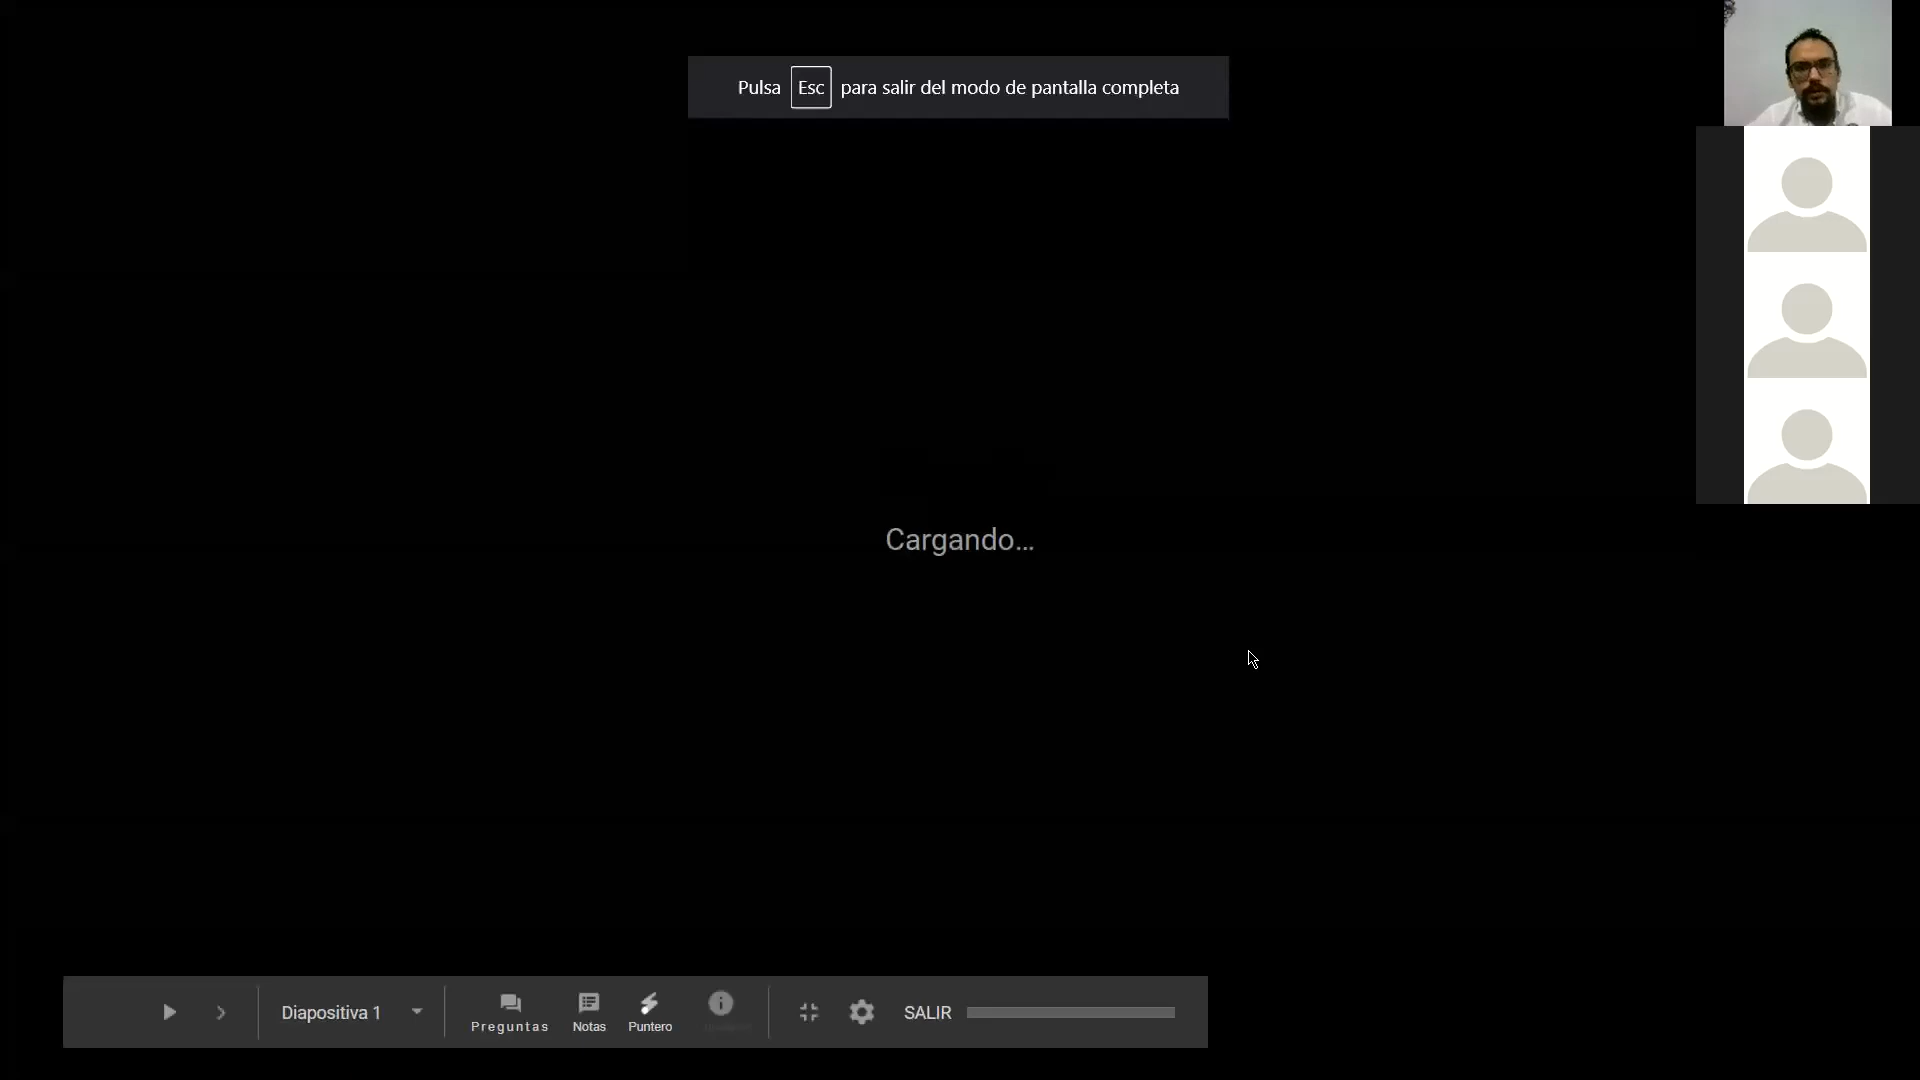 Pulsa Esc para salir del modo de pantalla completa
Cargando...
Diapositiva 1
Preguntas
Notas
Puntero
SALIR